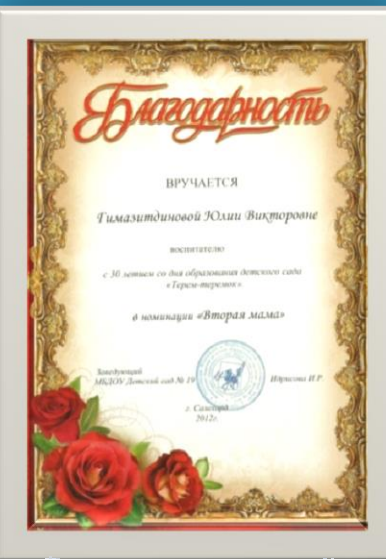 Благодарность
ВРУЧАЕТСЯ
Гимазитдиновой Юлии Викторовне
воспитателю
с 30 летием со дня образования детского сада
«Терем-теремок»
в номинации «Вторая мама»
Заведующий
МБДОУ Детский сад № 19 Идрисова И.Р.
г. Салехард
2012г.